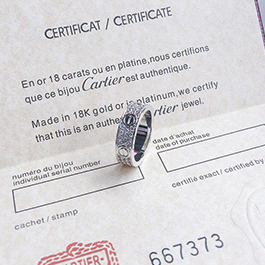 CERTIFICAT / CERTIFICATE
En or 18 carats ou en platine, nous certifions
que ce bijou Cartier est authentique.
Made in 18K gold or platinum, we certify
that this is an authentic Cartier jewel.
numéro du bijou
individual serial number
date d'achat
date of purchase
certifié exact / certified
cachet / stamp
CARTIER
667373